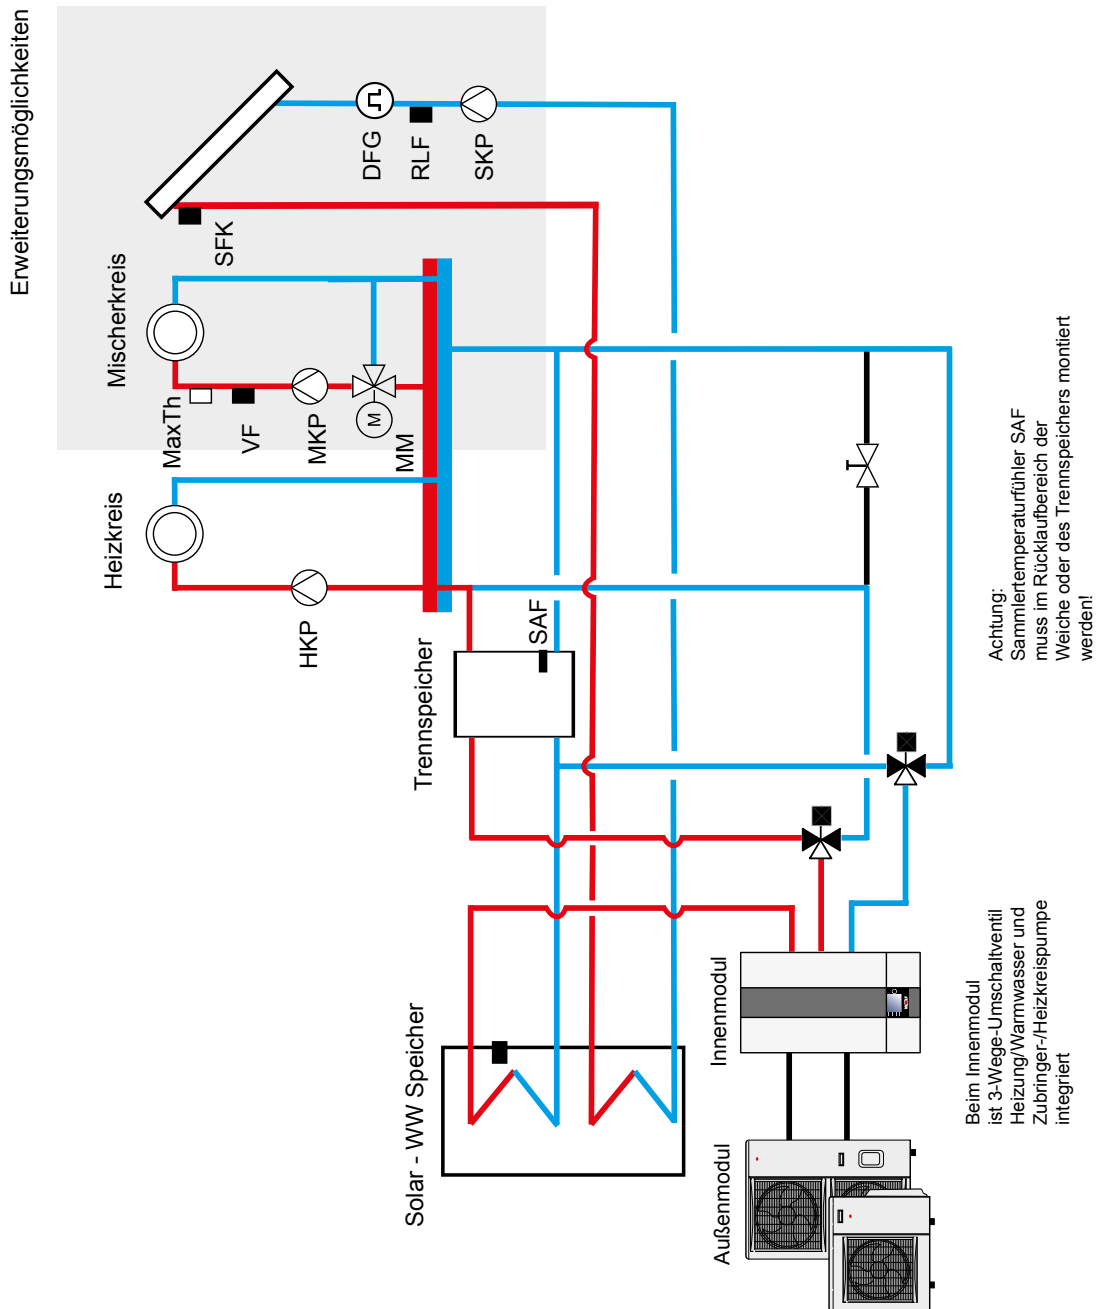 Erweiterungsmöglichkeiten
DFG
RLF
SKP
SFK
Mischerkreis
MaxTh
VF
MKP
MM
M
Heizkreis
HKP
Trennspeicher
SAF
Achtung:
Sammlertemperaturfühler SAF
muss im Rücklaufbereich der
Weiche oder des Trennspeichers montiert
werden!
Solar - WW Speicher
Innenmodul
Außenmodul
Beim Innenmodul
ist 3-Wege-Umschaltventil
Heizung/Warmwasser und
Zubringer-/Heizkreispumpe
integriert